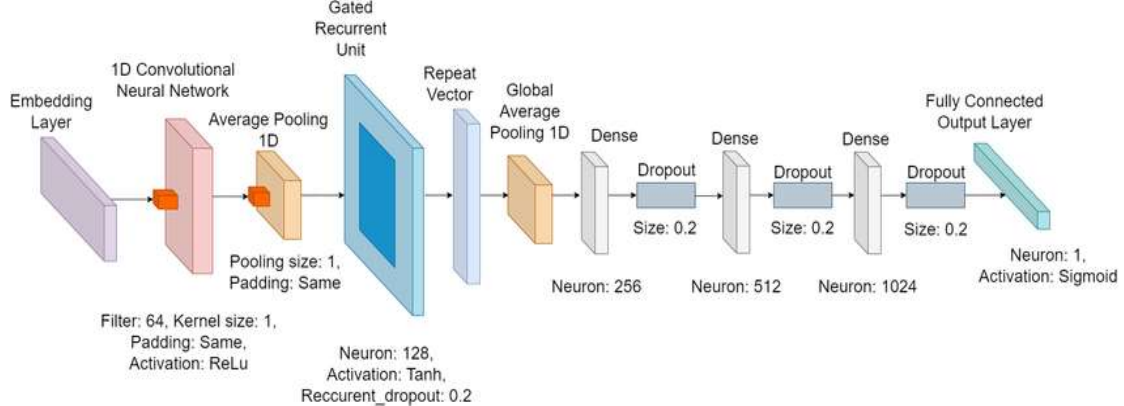 Embedding
Layer
1D Convolutional
Neural Network
Filter: 64, Kernel size: 1,
Padding: Same,
Activation: ReLu
Average Pooling
1D
Pooling size: 1,
Padding: Same
Gated
Recurrent
Unit
Neuron: 128,
Activation: Tanh,
Reccurent_dropout: 0.2
Repeat
Vector
Global
Average
Pooling 1D
Dense
Neuron: 256
Dropout
Size: 0.2
Dense
Neuron: 512
Dropout
Size: 0.2
Dense
Neuron: 1024
Dropout
Size: 0.2
Fully Connected
Output Layer
Neuron: 1,
Activation: Sigmoid